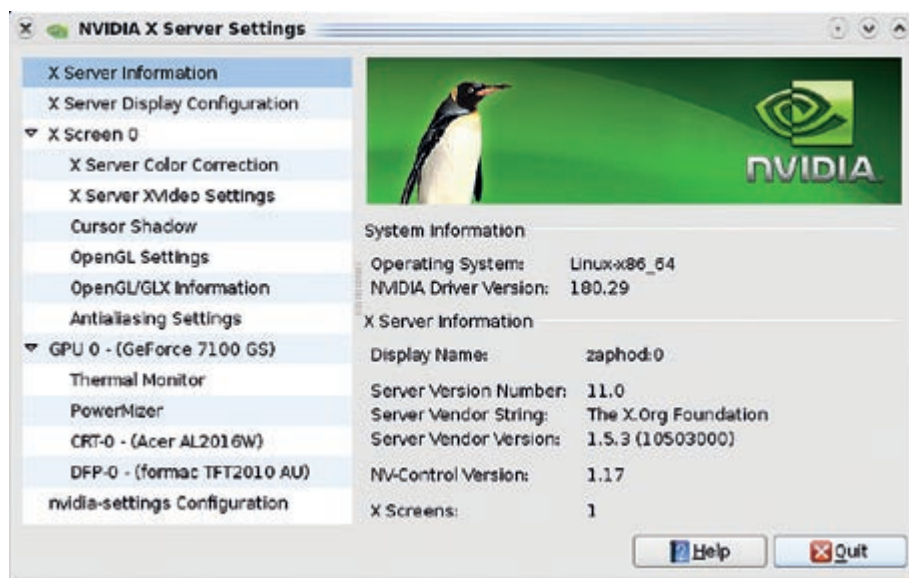 NVIDIA X Server Settings
X Server Information
X Server Display Configuration
X Screen 0
X Server Color Correction
X Server XVideo Settings
Cursor Shadow
OpenGL Settings
OpenGL/GLX Information
Antialiasing Settings
GPU 0 - (GeForce 7100 GS)
Thermal Monitor
PowerMizer
CRT-0 - (Acer AL2016W)
DFP-0 - (formac TFT2010 AU)
nvidia-settings Configuration
NVIDIA
System Information
Operating System: Linux-x86_64
NVIDIA Driver Version: 180.29
X Server Information
Display Name: zaphod:0
Server Version Number: 11.0
Server Vendor String: The X.Org Foundation
Server Vendor Version: 1.5.3 (10503000)
NV-Control Version: 1.17
X Screens: 1
Help
Quit